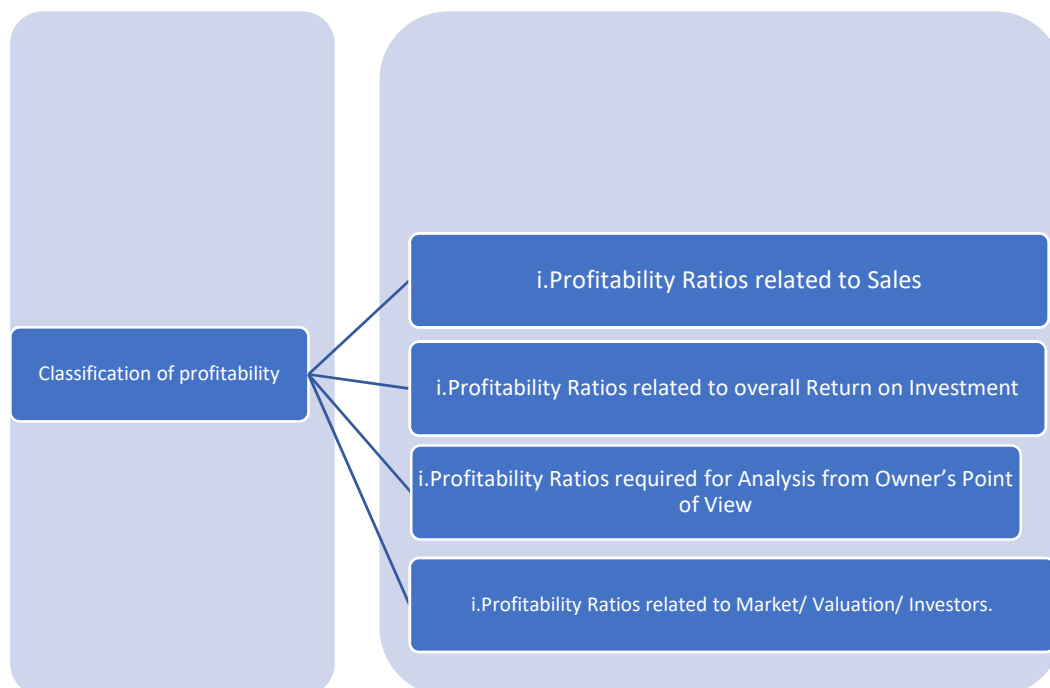 i.Profitability Ratios related to Sales
Classification of profitability
i.Profitability Ratios related to overall Return on Investment
i.Profitability Ratios required for Analysis from Owner’s Point
of View
i.Profitability Ratios related to Market/ Valuation/ Investors.